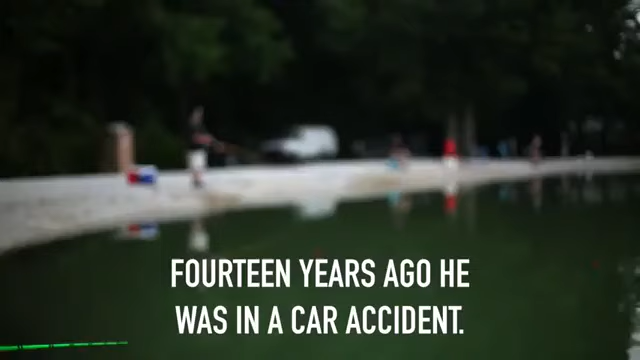 FOURTEEN YEARS AGO HE
WAS IN A CAR ACCIDENT.